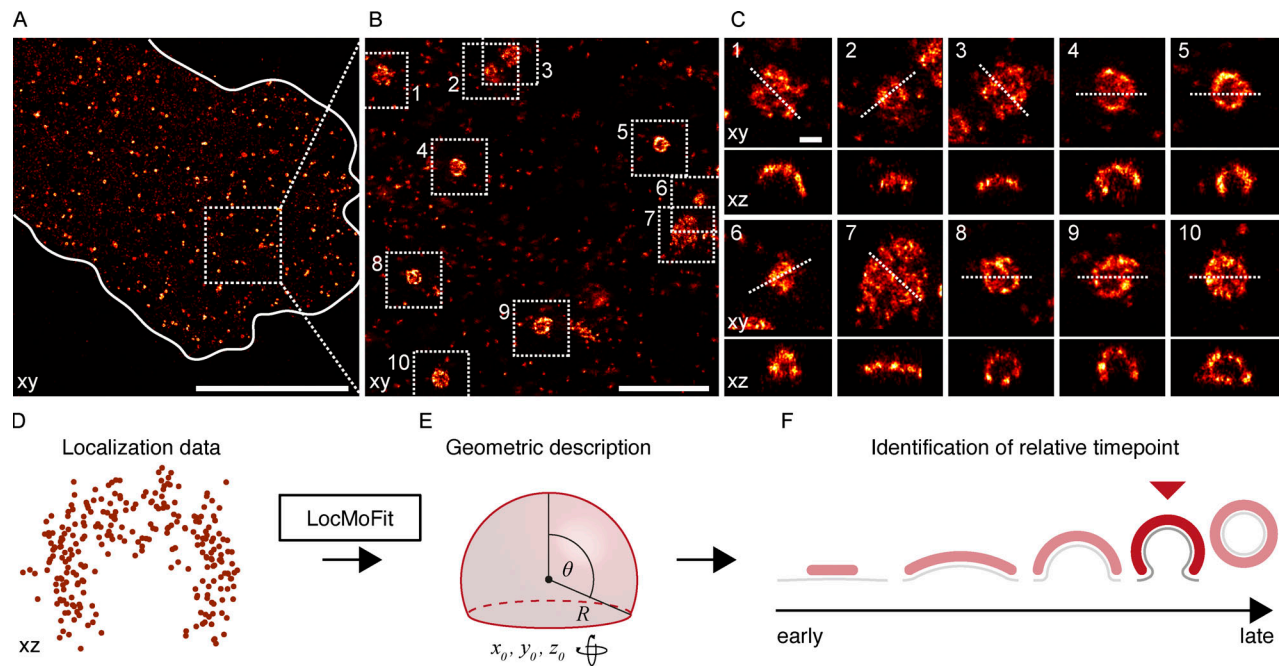 A
B
C
xy
1
2
3
4
5
6
7
8
9
10
xy
1
2
3
4
5
xy
xz
6
7
8
9
10
xy
xz
D
E
F
Localization data
Geometric description
Identification of relative timepoint
LocMoFit
θ
R
xz
x₀, y₀, z₀
early
late